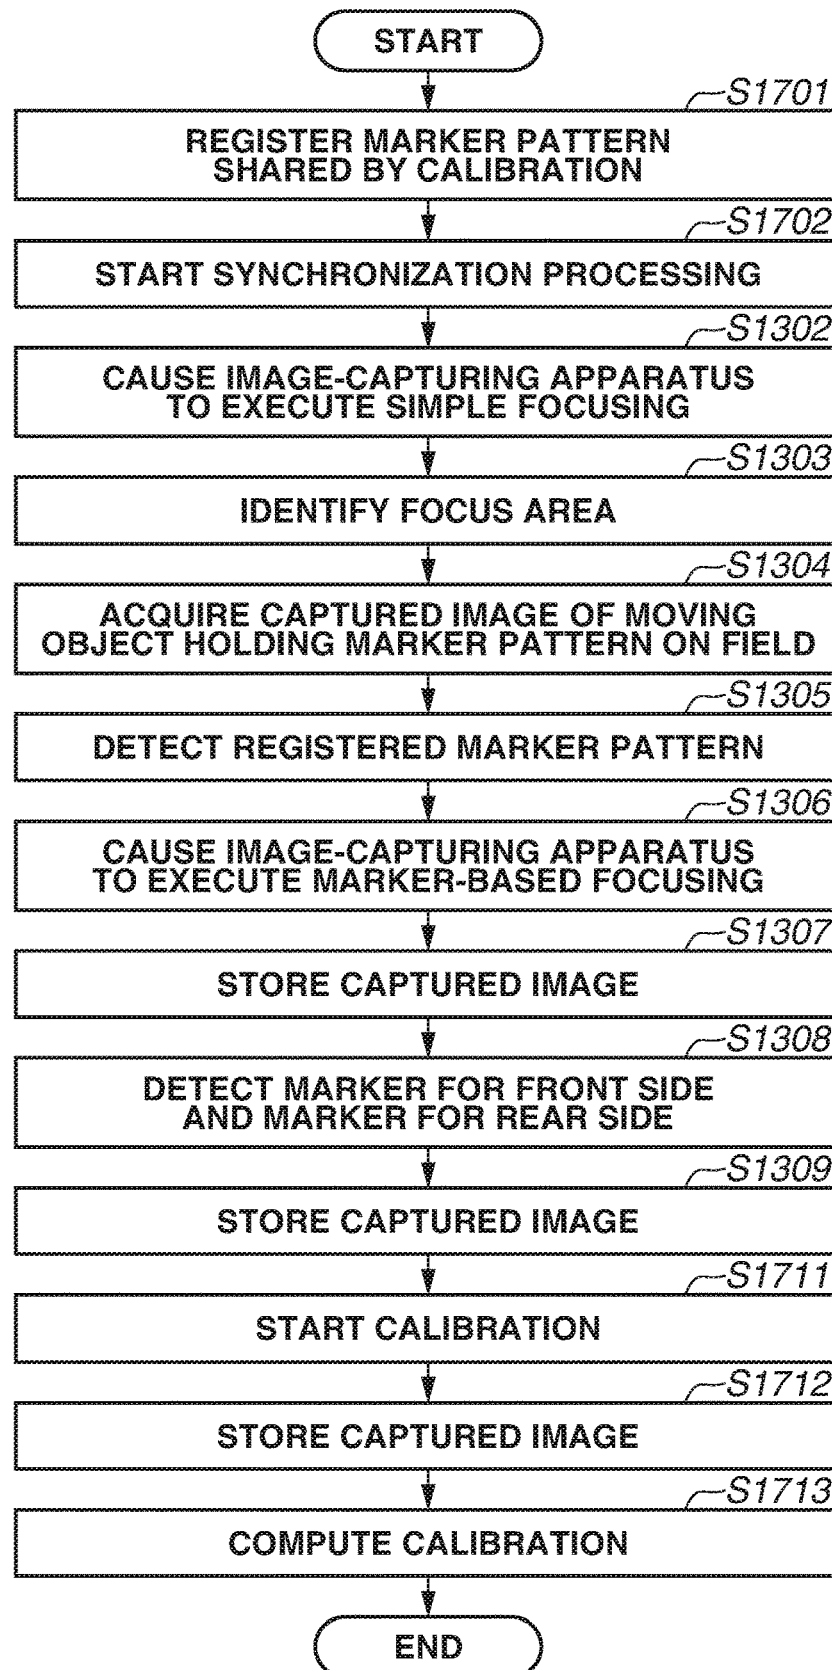 START
S1701
REGISTER MARKER PATTERN
SHARED BY CALIBRATION
S1702
START SYNCHRONIZATION PROCESSING
S1302
CAUSE IMAGE-CAPTURING APPARATUS
TO EXECUTE SIMPLE FOCUSING
S1303
IDENTIFY FOCUS AREA
S1304
ACQUIRE CAPTURED IMAGE OF MOVING
OBJECT HOLDING MARKER PATTERN ON FIELD
S1305
DETECT REGISTERED MARKER PATTERN
S1306
CAUSE IMAGE-CAPTURING APPARATUS
TO EXECUTE MARKER-BASED FOCUSING
S1307
STORE CAPTURED IMAGE
S1308
DETECT MARKER FOR FRONT SIDE
AND MARKER FOR REAR SIDE
S1309
STORE CAPTURED IMAGE
S1711
START CALIBRATION
S1712
STORE CAPTURED IMAGE
S1713
COMPUTE CALIBRATION
END